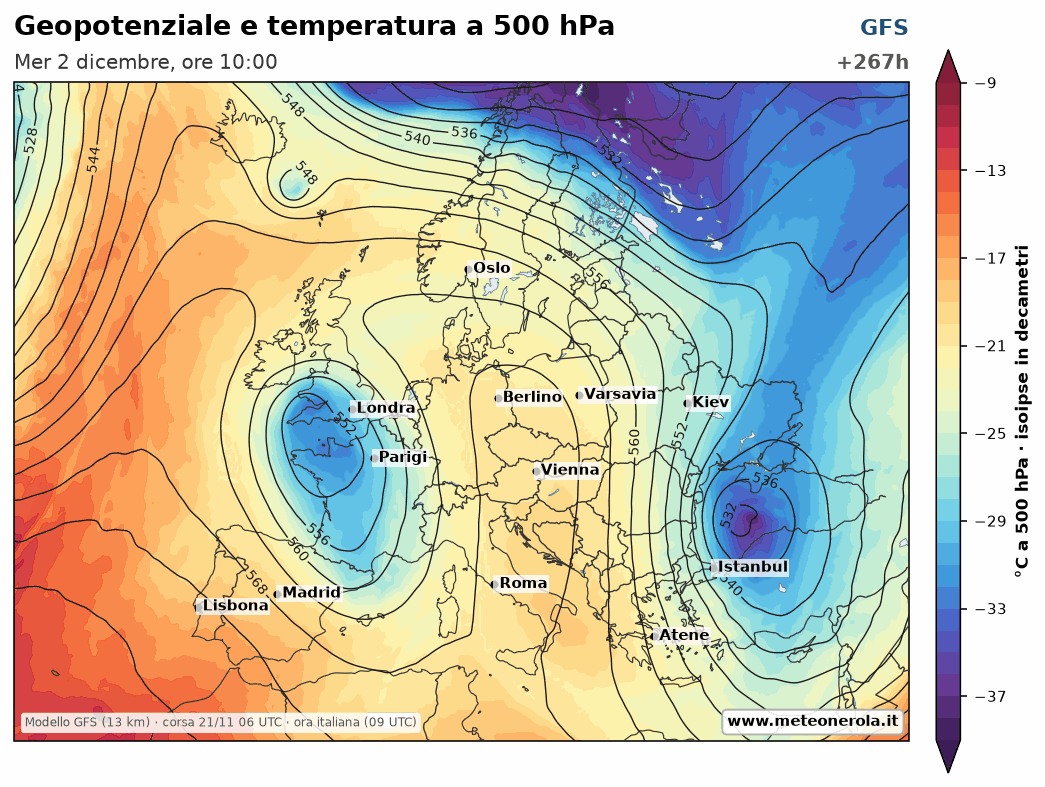 Geopotenziale e temperatura a 500 hPa
GFS
Mer 2 dicembre, ore 10:00
+267h
4
528
544
548
540
536
532
548
536
552
552
560
556
560
568
536
532
540
Oslo
Londra
Parigi
Berlino
Varsavia
Kiev
Vienna
Istanbul
Roma
Madrid
Lisbona
Atene
−9
−13
−17
−21
−25
−29
−33
−37
°C a 500 hPa · isoipse in decametri
Modello GFS (13 km) · corsa 21/11 06 UTC · ora italiana (09 UTC)
www.meteonerola.it